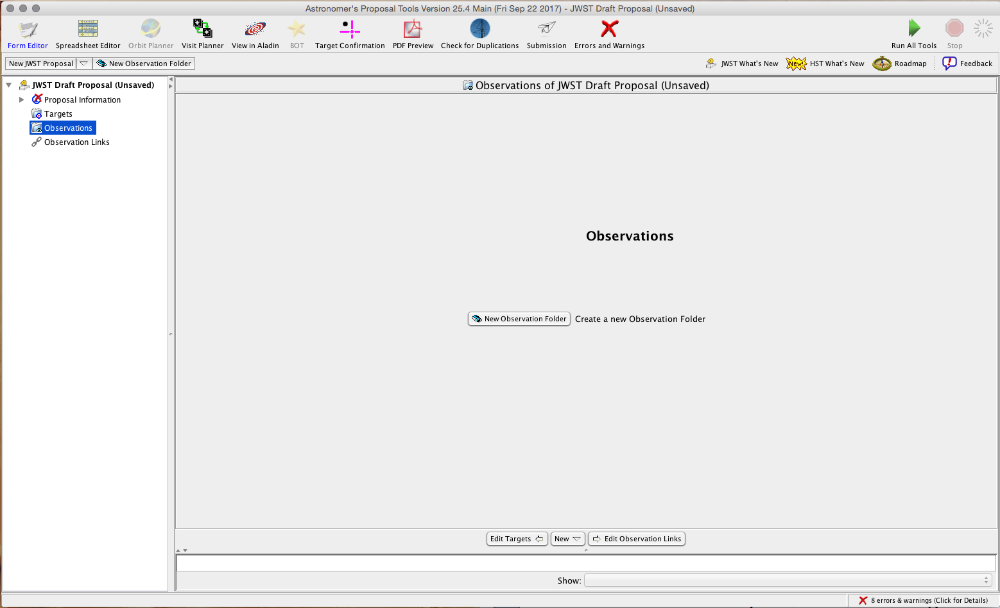 Astronomer's Proposal Tools Version 25.4 Main (Fri Sep 22 2017) - JWST Draft Proposal (Unsaved)
Form Editor Spreadsheet Editor Orbit Planner Visit Planner View in Aladin BOT Target Confirmation PDF Preview Check for Duplications Submission Errors and Warnings Run All Tools Stop
New JWST Proposal New Observation Folder JWST What's New New! HST What's New Roadmap Feedback
JWST Draft Proposal (Unsaved)
Proposal Information
Targets
Observations
Observation Links
Observations of JWST Draft Proposal (Unsaved)
Observations
New Observation Folder Create a new Observation Folder
Edit Targets New Edit Observation Links
Show:
8 errors & warnings (Click for Details)